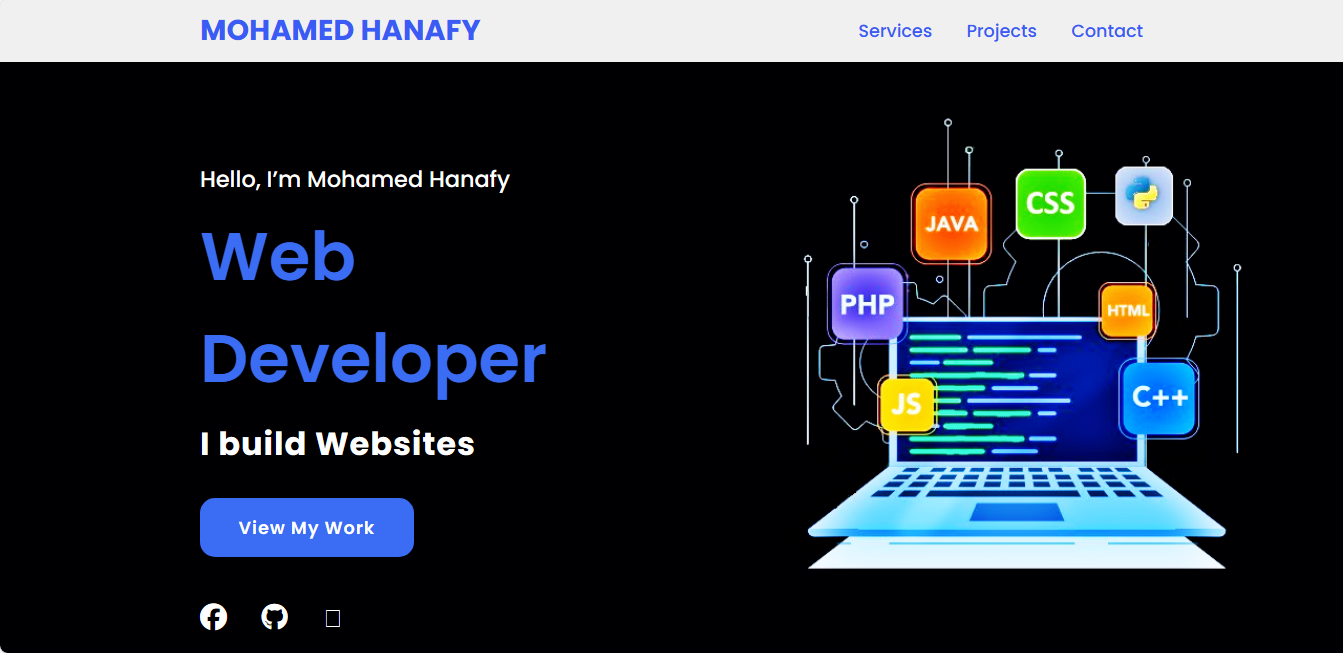 MOHAMED HANAFY
Services Projects Contact
Hello, I’m Mohamed Hanafy
Web
Developer
I build Websites
View My Work
JAVA
CSS
PHP
HTML
JS
C++